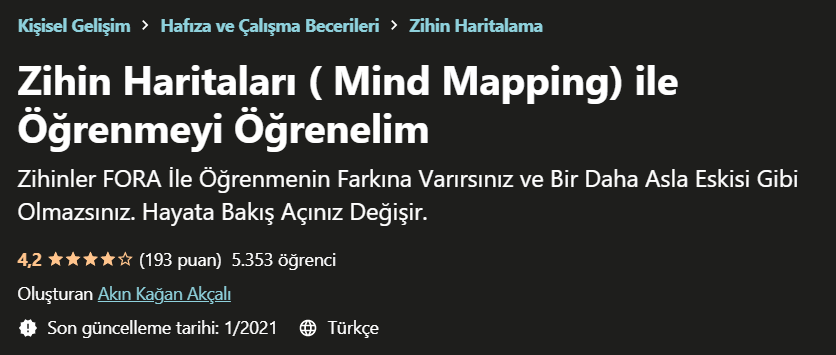 Kişisel Gelişim > Hafıza ve Çalışma Becerileri > Zihin Haritalama
Zihin Haritaları ( Mind Mapping) ile
Öğrenmeyi Öğrenelim
Zihinler FORA İle Öğrenmenin Farkına Varırsınız ve Bir Daha Asla Eskisi Gibi
Olmazsınız. Hayata Bakış Açınız Değişir.
4,2 (193 puan) 5.353 öğrenci
Oluşturan Akın Kağan Akçalı
Son güncelleme tarihi: 1/2021 Türkçe